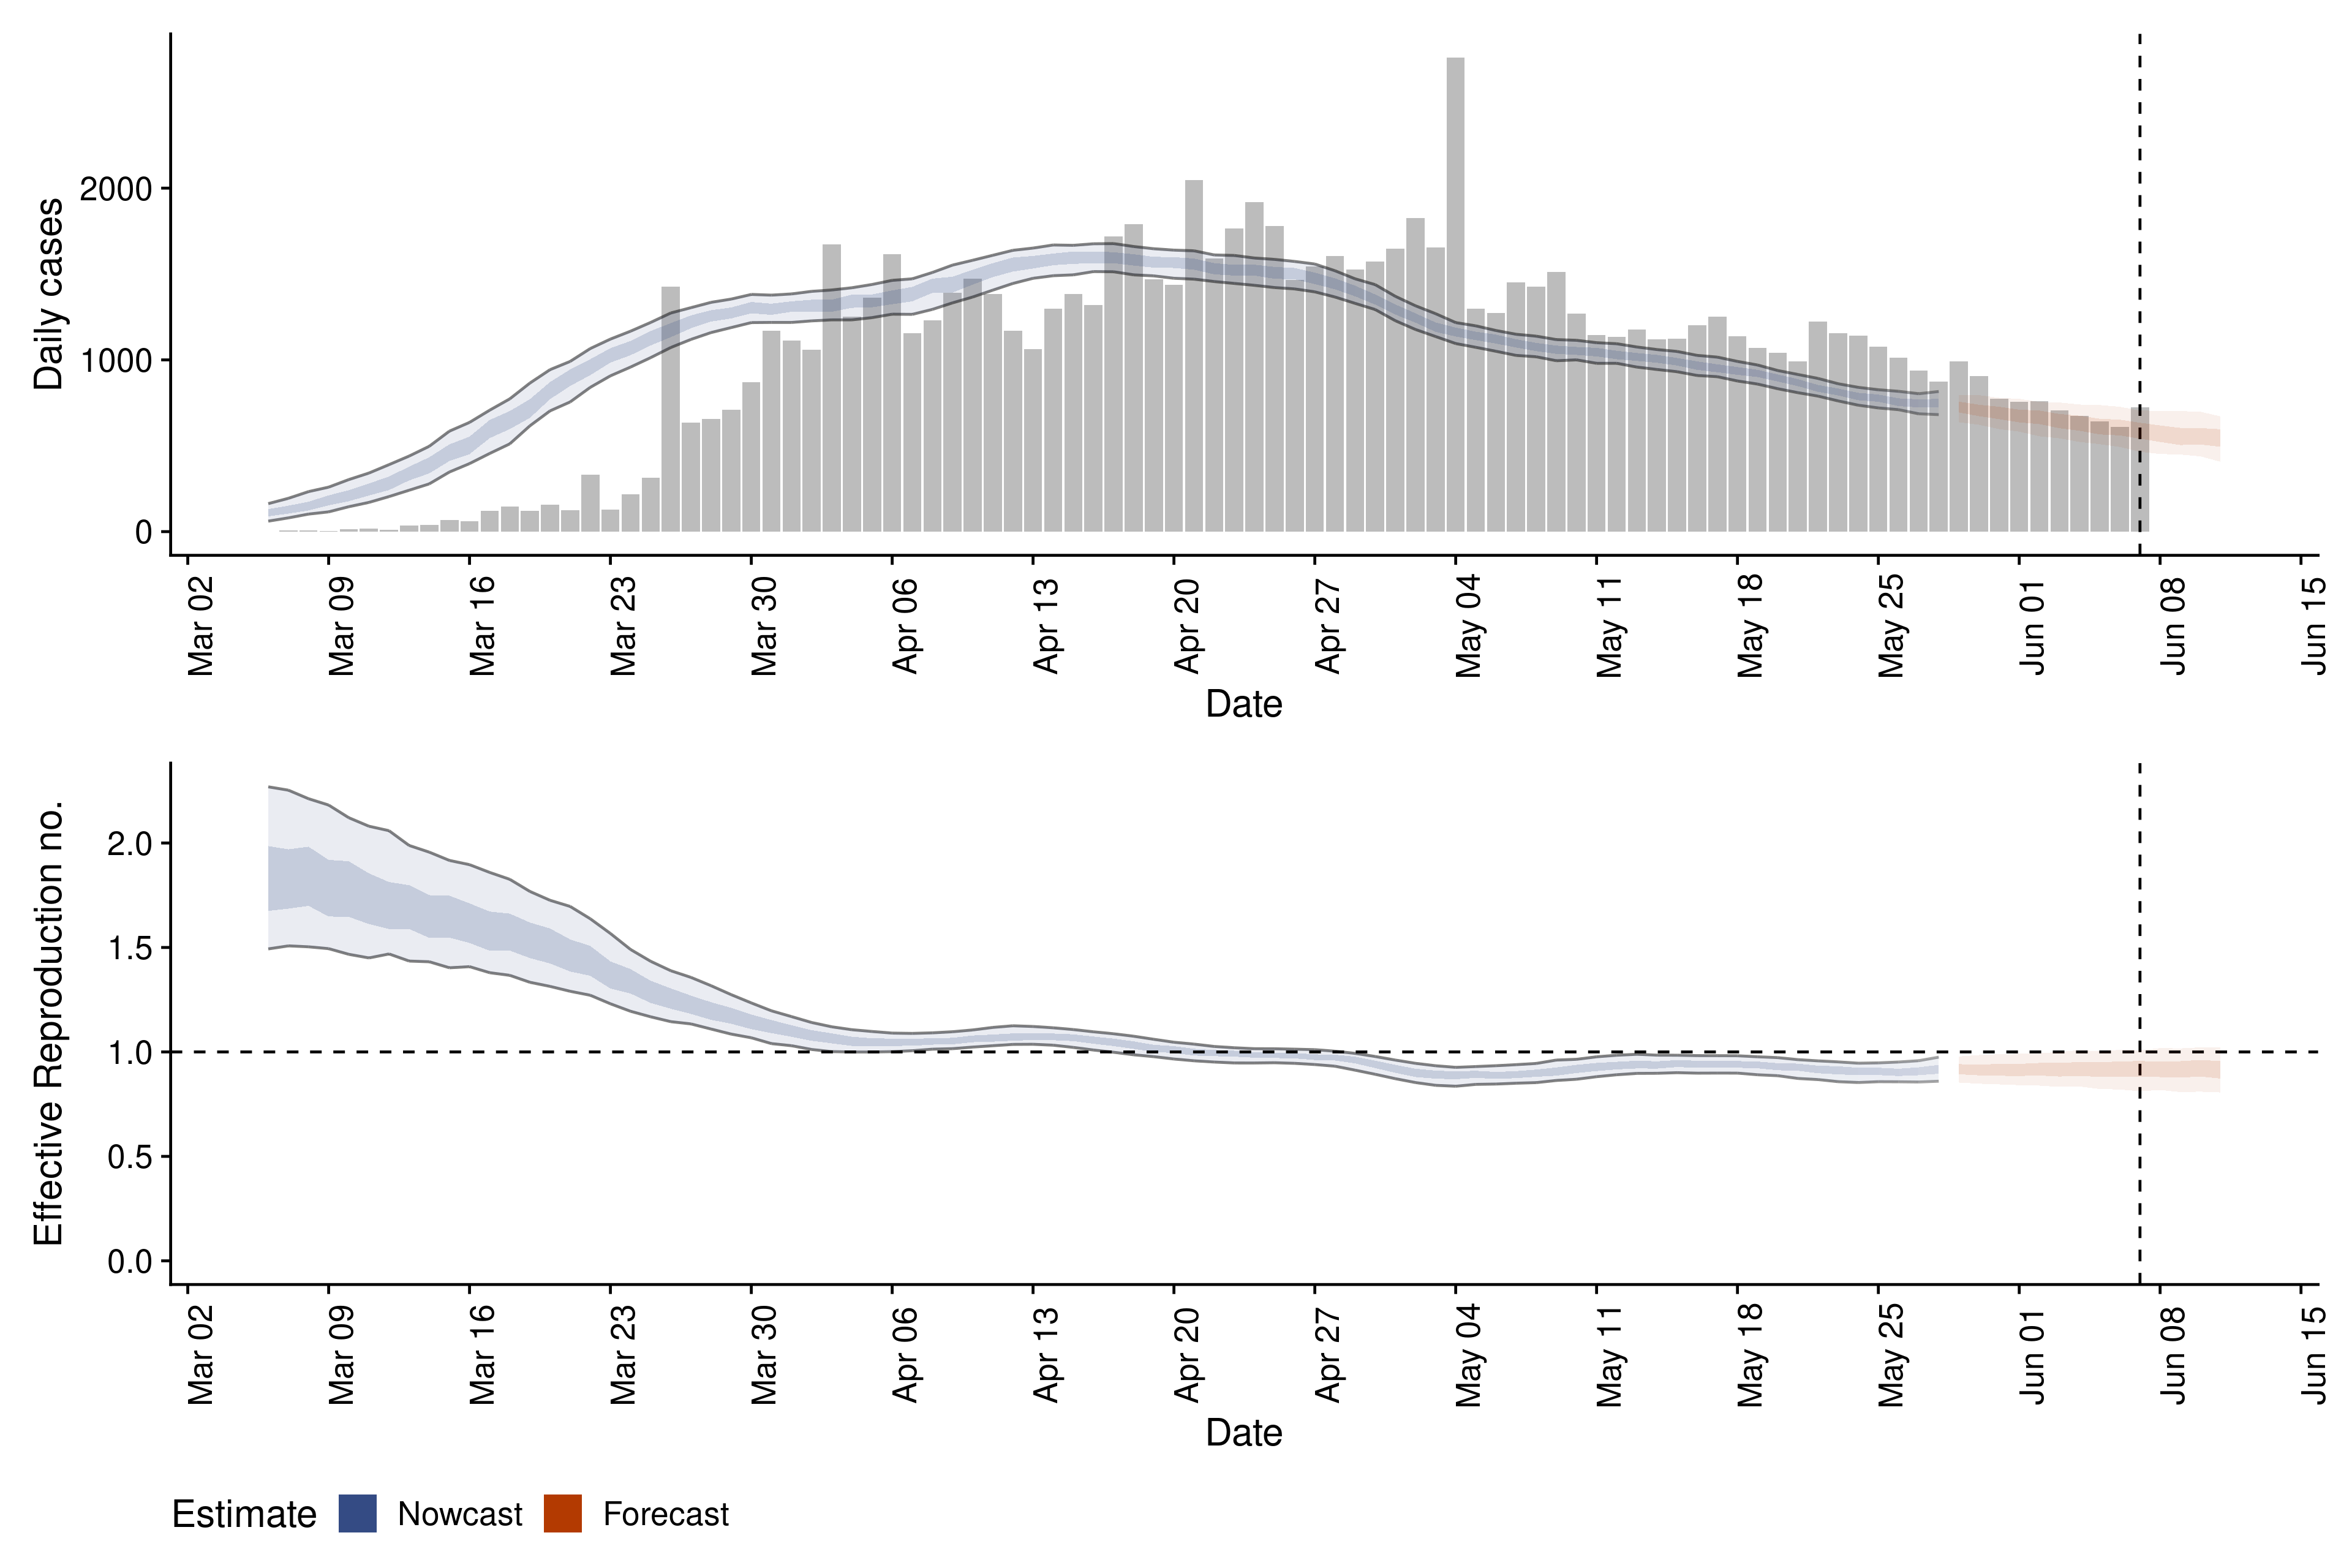 Daily cases
2000
1000
0
Mar 02
Mar 09
Mar 16
Mar 23
Mar 30
Apr 06
Apr 13
Apr 20
Apr 27
May 04
May 11
May 18
May 25
Jun 01
Jun 08
Jun 15
Date
Effective Reproduction no.
2.0
1.5
1.0
0.5
0.0
Mar 02
Mar 09
Mar 16
Mar 23
Mar 30
Apr 06
Apr 13
Apr 20
Apr 27
May 04
May 11
May 18
May 25
Jun 01
Jun 08
Jun 15
Date
Estimate Nowcast Forecast